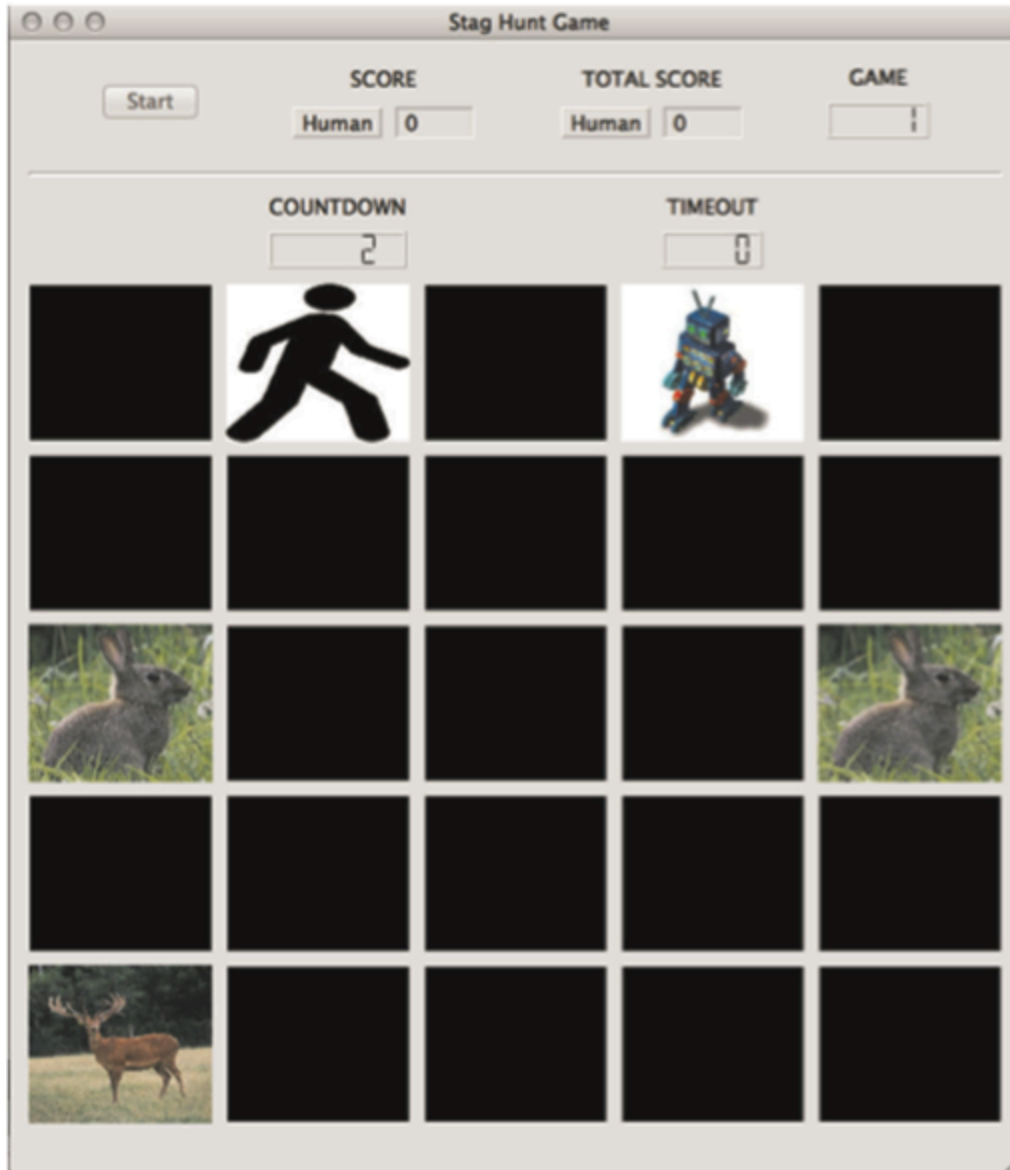 Stag Hunt Game
SCORE TOTAL SCORE GAME
Start Human 0 Human 0 1
COUNTDOWN TIMEOUT
2 0